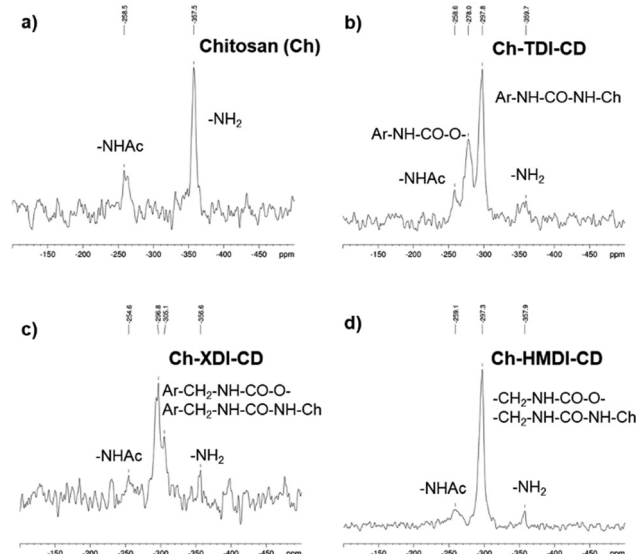 a)
-258.5
-357.5
Chitosan (Ch)
-NHAc
-NH2
-150 -200 -250 -300 -350 -400 -450 ppm
b)
-258.6
-278.0
-297.8
-359.7
Ch-TDI-CD
Ar-NH-CO-NH-Ch
Ar-NH-CO-O-
-NHAc
-NH2
-150 -200 -250 -300 -350 -400 -450 ppm
c)
-254.6
-296.8
-305.1
-356.6
Ch-XDI-CD
Ar-CH2-NH-CO-O-
Ar-CH2-NH-CO-NH-Ch
-NHAc
-NH2
-150 -200 -250 -300 -350 -400 -450 ppm
d)
-259.1
-297.3
-357.9
Ch-HMDI-CD
-CH2-NH-CO-O-
-CH2-NH-CO-NH-Ch
-NHAc
-NH2
-150 -200 -250 -300 -350 -400 -450 ppm